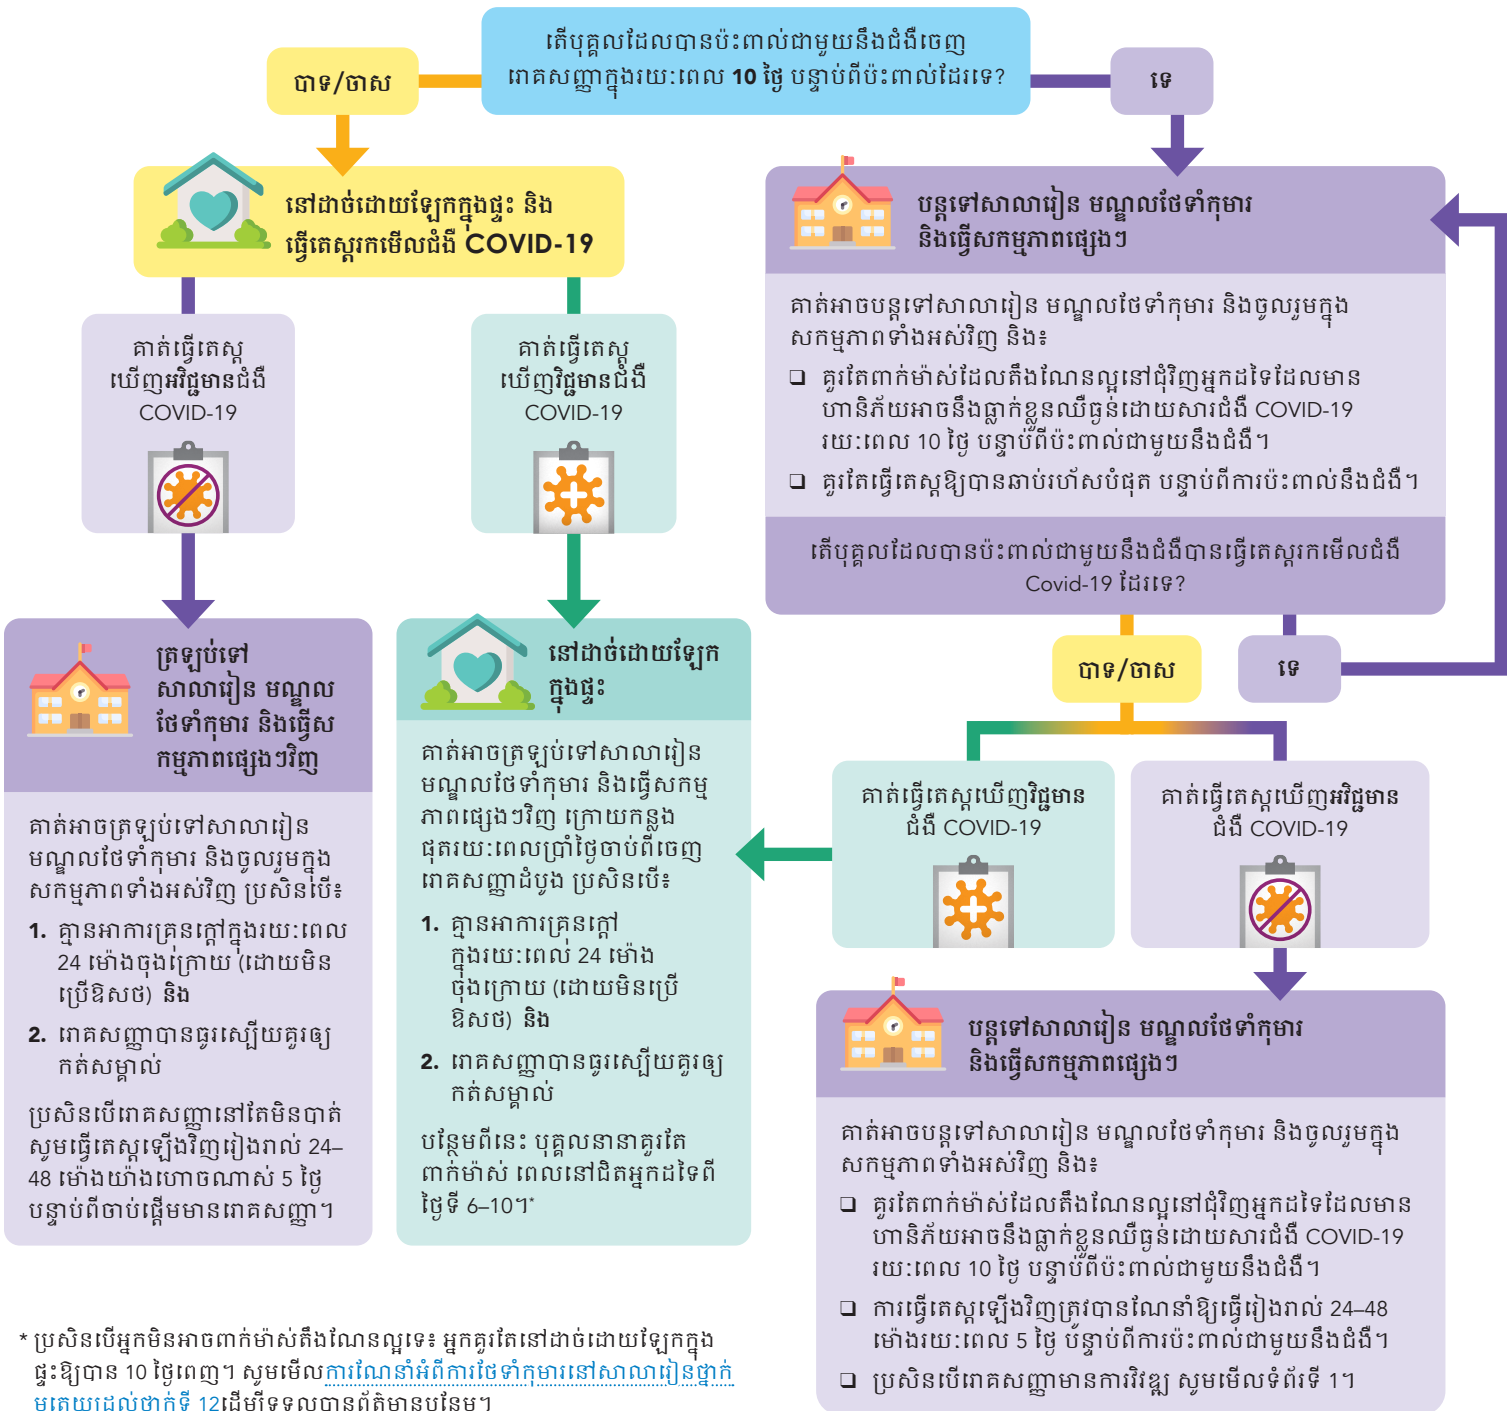 តើបុគ្គលដែលបានប៉ះពាល់ជាមួយនឹងជំងឺចេញ
រោគសញ្ញាក្នុងរយៈពេល 10 ថ្ងៃ បន្ទាប់ពីប៉ះពាល់ដែរទេ?
បាទ/ចាស
ទេ
នៅដាច់ដោយឡែកក្នុងផ្ទះ និង
ធ្វើតេស្តរកមើលជំងឺ COVID-19
គាត់ធ្វើតេស្ត
ឃើញអវិជ្ជមានជំងឺ
COVID-19
គាត់ធ្វើតេស្ត
ឃើញវិជ្ជមានជំងឺ
COVID-19
ត្រឡប់ទៅ
សាលារៀន មណ្ឌល
ថែទាំកុមារ និងធ្វើស
កម្មភាពផ្សេងៗវិញ
គាត់អាចត្រឡប់ទៅសាលារៀន
មណ្ឌលថែទាំកុមារ និងចូលរួមក្នុង
សកម្មភាពទាំងអស់វិញ ប្រសិនបើ៖
1. គ្មានអាការគ្រនក្តៅក្នុងរយៈពេល
24 ម៉ោងចុងក្រោយ (ដោយមិន
ប្រើឱសថ) និង
2. រោគសញ្ញាបានធូរស្បើយគួរឲ្យ
កត់សម្គាល់
ប្រសិនបើរោគសញ្ញានៅតែមិនបាត់
សូមធ្វើតេស្តឡើងវិញរៀងរាល់ 24–
48 ម៉ោងយ៉ាងហោចណាស់ 5 ថ្ងៃ
បន្ទាប់ពីចាប់ផ្តើមមានរោគសញ្ញា។
នៅដាច់ដោយឡែក
ក្នុងផ្ទះ
គាត់អាចត្រឡប់ទៅសាលារៀន
មណ្ឌលថែទាំកុមារ និងធ្វើសកម្ម
ភាពផ្សេងៗវិញ ក្រោយកន្លង
ផុតរយៈពេលប្រាំថ្ងៃចាប់ពីចេញ
រោគសញ្ញាដំបូង ប្រសិនបើ៖
1. គ្មានអាការគ្រនក្តៅ
ក្នុងរយៈពេល 24 ម៉ោង
ចុងក្រោយ (ដោយមិនប្រើ
ឱសថ) និង
2. រោគសញ្ញាបានធូរស្បើយគួរឲ្យ
កត់សម្គាល់
បន្ថែមពីនេះ បុគ្គលនានាគួរតែ
ពាក់ម៉ាស់ ពេលនៅជិតអ្នកដទៃពី
ថ្ងៃទី 6–10។*
បន្តទៅសាលារៀន មណ្ឌលថែទាំកុមារ
និងធ្វើសកម្មភាពផ្សេងៗ
គាត់អាចបន្តទៅសាលារៀន មណ្ឌលថែទាំកុមារ និងចូលរួមក្នុង
សកម្មភាពទាំងអស់វិញ និង៖
❑ គួរតែពាក់ម៉ាស់ដែលតឹងណែនល្អនៅជុំវិញអ្នកដទៃដែលមាន
ហានិភ័យអាចនឹងធ្លាក់ខ្លួនឈឺធ្ងន់ដោយសារជំងឺ COVID-19
រយៈពេល 10 ថ្ងៃ បន្ទាប់ពីប៉ះពាល់ជាមួយនឹងជំងឺ។
❑ គួរតែធ្វើតេស្តឱ្យបានឆាប់រហ័សបំផុត បន្ទាប់ពីការប៉ះពាល់នឹងជំងឺ។
តើបុគ្គលដែលបានប៉ះពាល់ជាមួយនឹងជំងឺបានធ្វើតេស្តរកមើលជំងឺ
Covid-19 ដែរទេ?
បាទ/ចាស
ទេ
គាត់ធ្វើតេស្តឃើញវិជ្ជមាន
ជំងឺ COVID-19
គាត់ធ្វើតេស្តឃើញអវិជ្ជមាន
ជំងឺ COVID-19
បន្តទៅសាលារៀន មណ្ឌលថែទាំកុមារ
និងធ្វើសកម្មភាពផ្សេងៗ
គាត់អាចបន្តទៅសាលារៀន មណ្ឌលថែទាំកុមារ និងចូលរួមក្នុង
សកម្មភាពទាំងអស់វិញ និង៖
❑ គួរតែពាក់ម៉ាស់ដែលតឹងណែនល្អនៅជុំវិញអ្នកដទៃដែលមាន
ហានិភ័យអាចនឹងធ្លាក់ខ្លួនឈឺធ្ងន់ដោយសារជំងឺ COVID-19
រយៈពេល 10 ថ្ងៃ បន្ទាប់ពីប៉ះពាល់ជាមួយនឹងជំងឺ។
❑ ការធ្វើតេស្តឡើងវិញត្រូវបានណែនាំឱ្យធ្វើរៀងរាល់ 24–48
ម៉ោងរយៈពេល 5 ថ្ងៃ បន្ទាប់ពីការប៉ះពាល់ជាមួយនឹងជំងឺ។
❑ ប្រសិនបើរោគសញ្ញាមានការវិវឌ្ឍ សូមមើលទំព័រទី 1។
* ប្រសិនបើអ្នកមិនអាចពាក់ម៉ាស់តឹងណែនល្អទេ៖ អ្នកគួរតែនៅដាច់ដោយឡែកក្នុង
ផ្ទះឱ្យបាន 10 ថ្ងៃពេញ។ សូមមើលការណែនាំអំពីការថែទាំកុមារនៅសាលារៀនថ្នាក់
មត្តេយ្យដល់ថ្នាក់ទី 12ដើម្បីទទួលបានព័ត៌មានបន្ថែម។